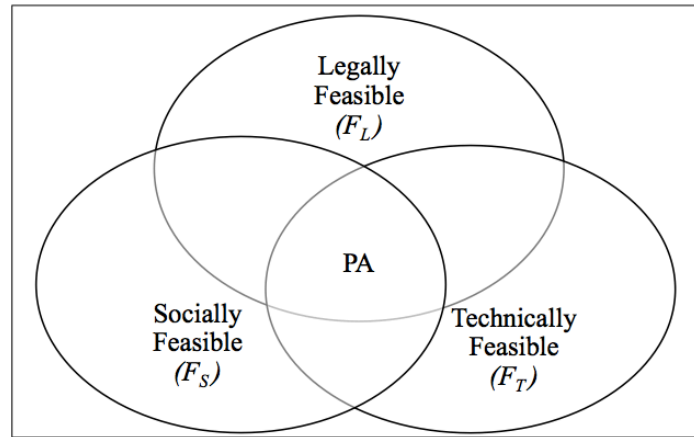 Legally
Feasible
(F_L)
PA
Socially
Feasible
(F_S)
Technically
Feasible
(F_T)